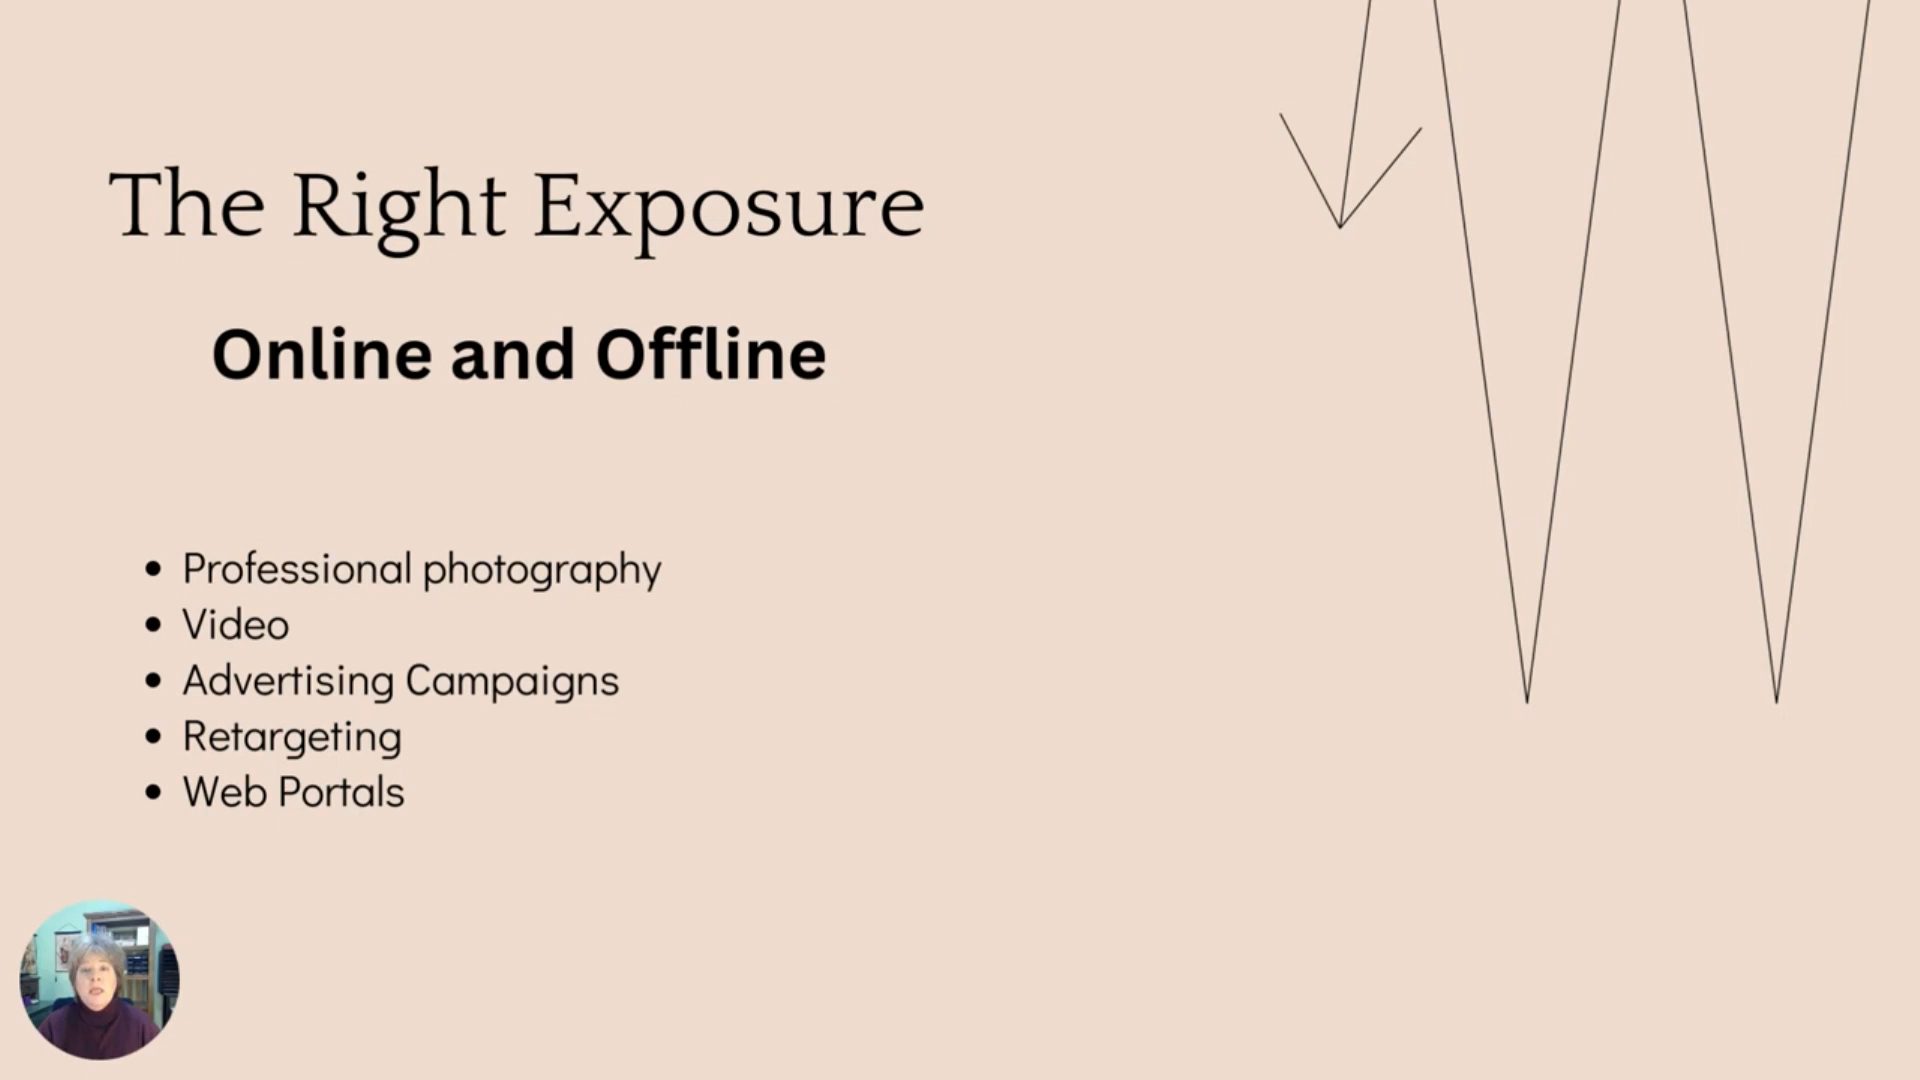 The Right Exposure
Online and Offline
• Professional photography
• Video
• Advertising Campaigns
• Retargeting
• Web Portals